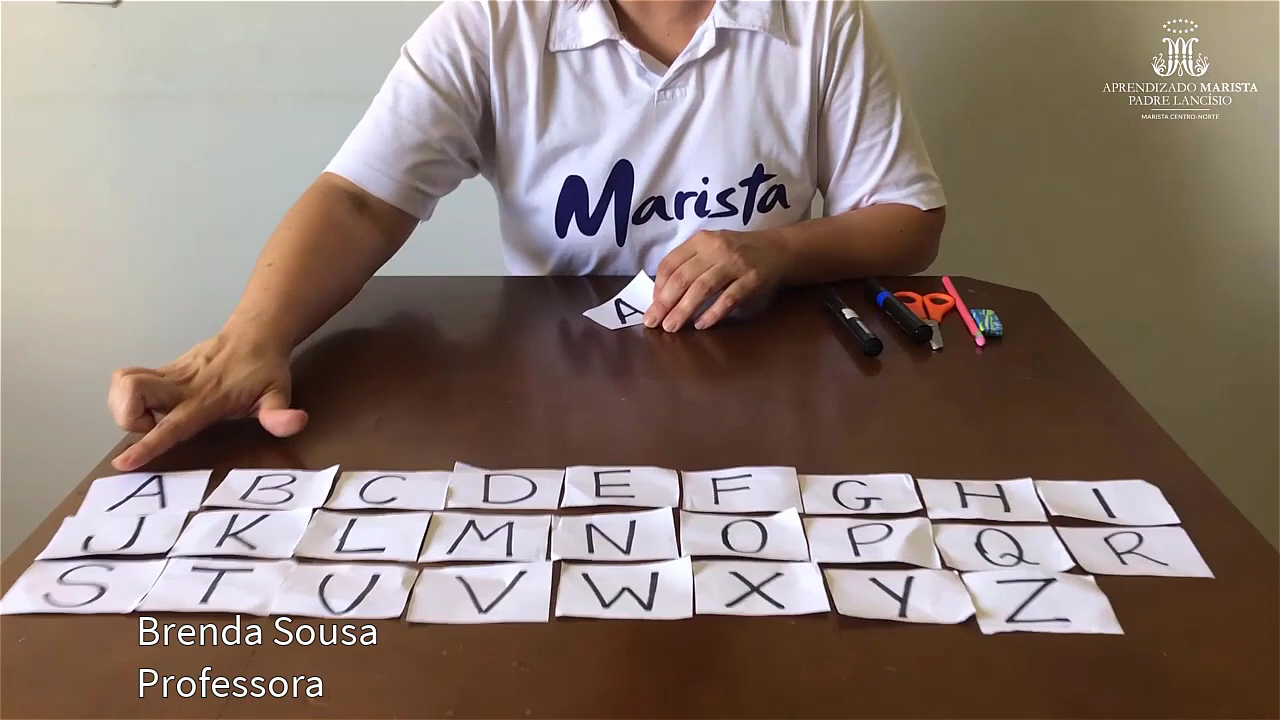 APRENDIZADO MARISTA
PADRE LANCÍSIO
MARISTA CENTRO-NORTE
Marista
A
A B C D E F G H I
J K L M N O P Q R
S T U V W X Y Z
Brenda Sousa
Professora